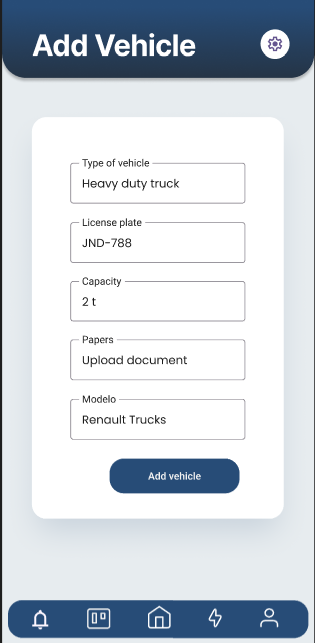 Add Vehicle
Type of vehicle
Heavy duty truck
License plate
JND-788
Capacity
2 t
Papers
Upload document
Modelo
Renault Trucks
Add vehicle